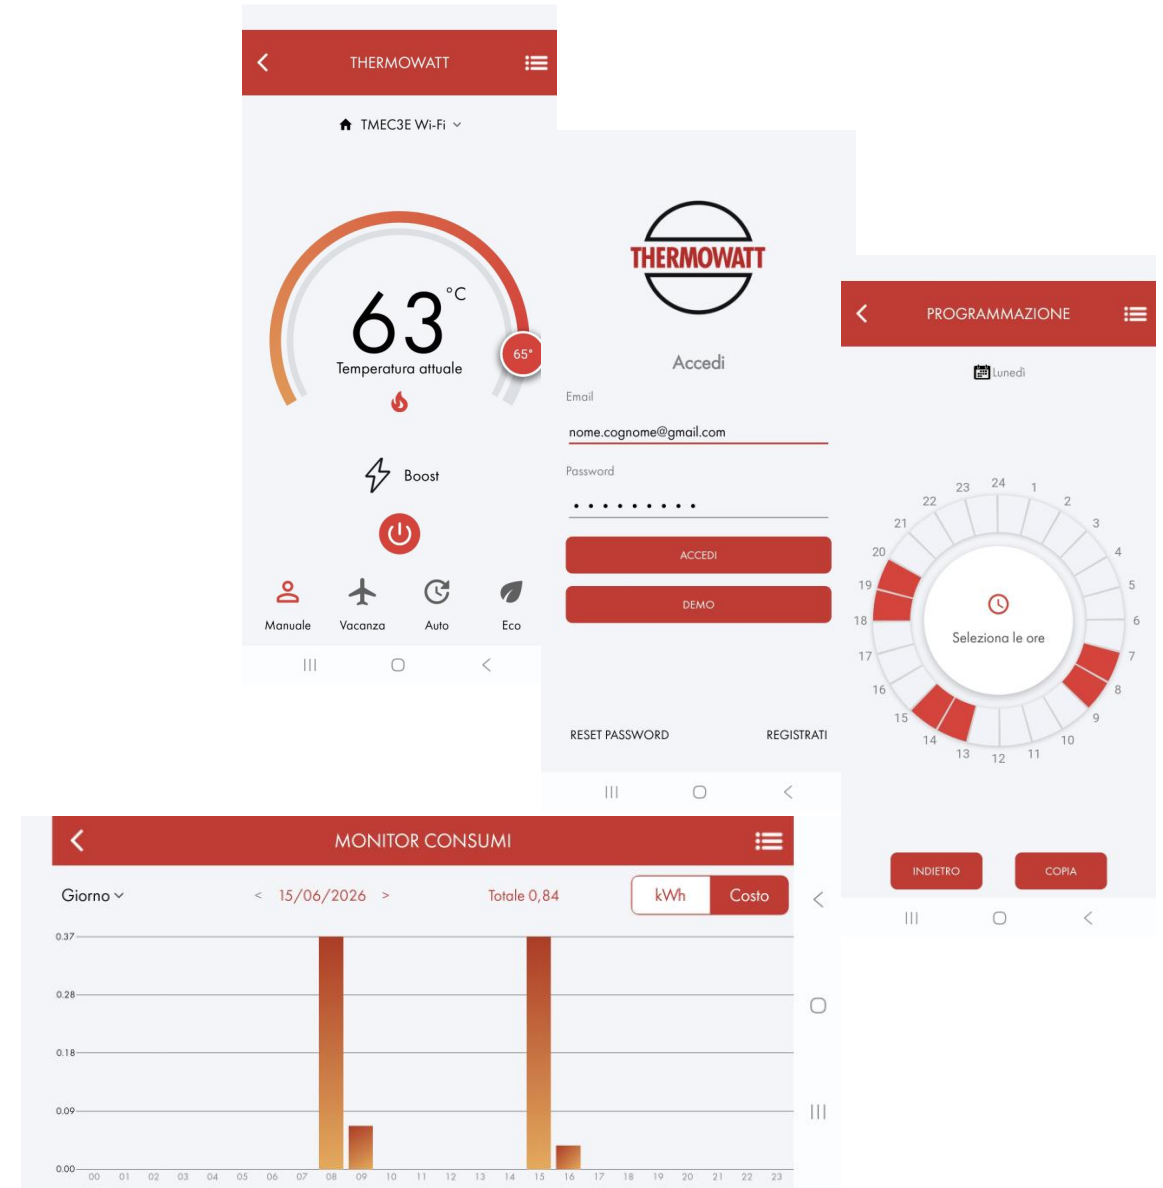 THERMOWATT
TMEC3E Wi-Fi
63 °C
65°
Temperatura attuale
Boost
Manuale Vacanza Auto Eco
THERMOWATT
Accedi
Email
nome.cognome@gmail.com
Password
ACCEDI
DEMO
RESET PASSWORD REGISTRATI
PROGRAMMAZIONE
Lunedì
24
23 1
22 2
21 3
20 4
19 5
18 6
17 7
16 8
15 9
14 10
13 11
12
Seleziona le ore
INDIETRO COPIA
MONITOR CONSUMI
Giorno < 15/06/2026 > Totale 0,84 kWh Costo
0.37
0.28
0.18
0.09
0.00
00 01 02 03 04 05 06 07 08 09 10 11 12 13 14 15 16 17 18 19 20 21 22 23